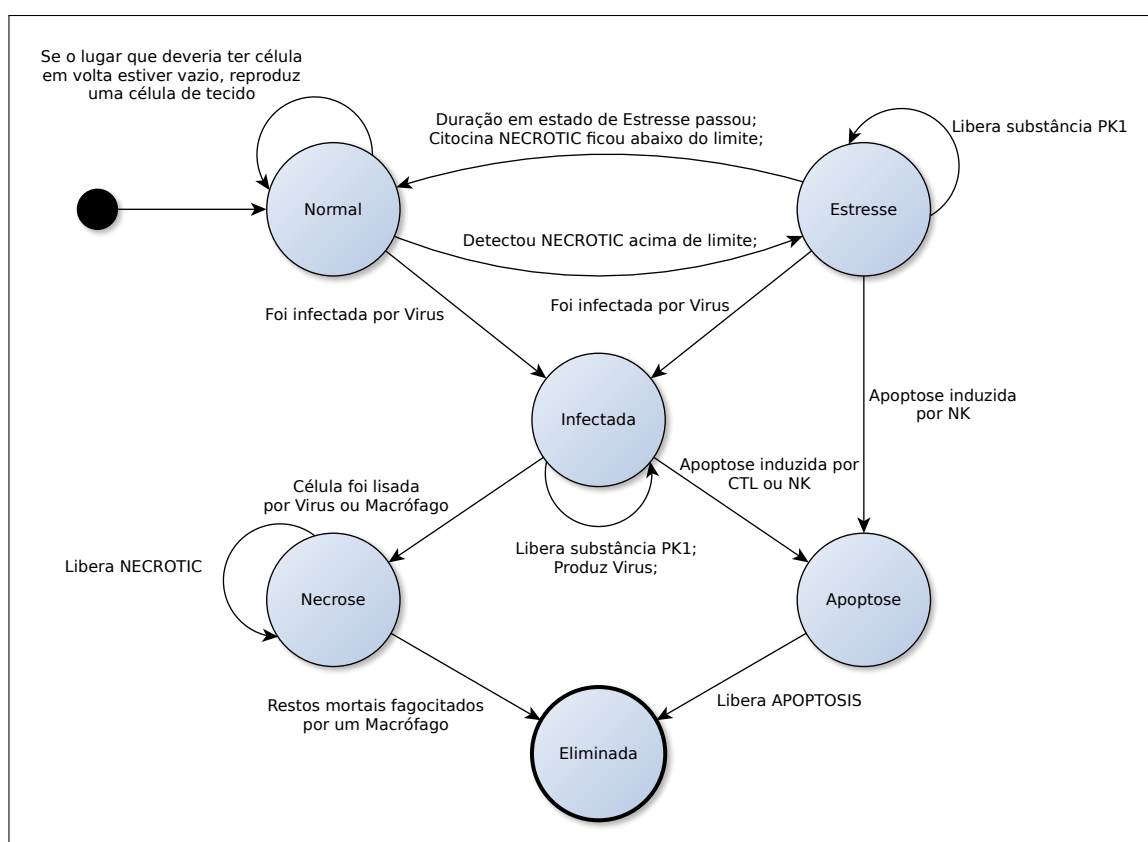 Se o lugar que deveria ter célula
em volta estiver vazio, reproduz
uma célula de tecido
Duração em estado de Estresse passou;
Citocina NECROTIC ficou abaixo do limite;
Libera substância PK1
Normal
Estresse
Detectou NECROTIC acima de limite;
Foi infectada por Virus
Foi infectada por Virus
Apoptose induzida
por NK
Infectada
Célula foi lisada
por Virus ou Macrófago
Apoptose induzida por
CTL ou NK
Libera substância PK1;
Produz Virus;
Libera NECROTIC
Necrose
Apoptose
Restos mortais fagocitados
por um Macrófago
Libera APOPTOSIS
Eliminada